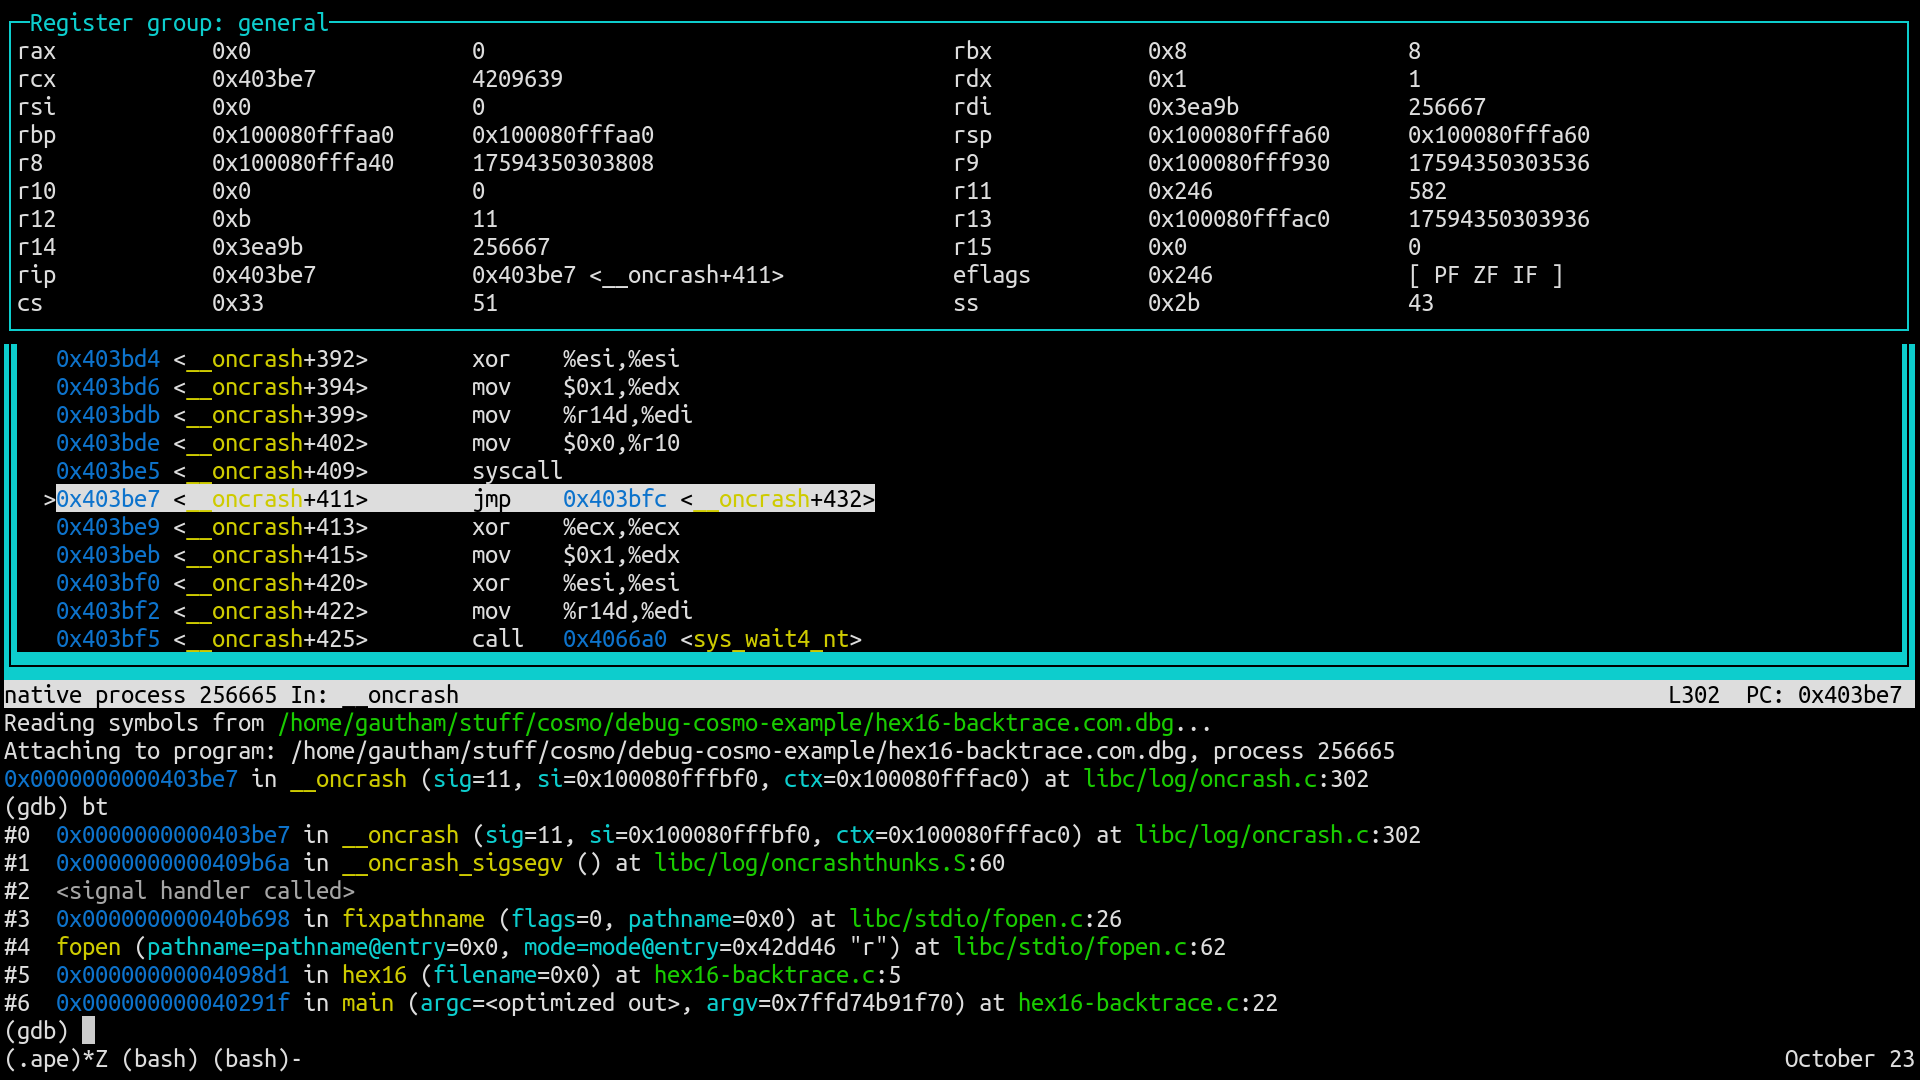 Register group: general
rax 0x0 0 rbx 0x8 8
rcx 0x403be7 4209639 rdx 0x1 1
rsi 0x0 0 rdi 0x3ea9b 256667
rbp 0x100080fffaa0 0x100080fffaa0 rsp 0x100080fffa60 0x100080fffa60
r8 0x100080fffa40 17594350303808 r9 0x100080fff930 17594350303536
r10 0x0 0 r11 0x246 582
r12 0xb 11 r13 0x100080fffac0 17594350303936
r14 0x3ea9b 256667 r15 0x0 0
rip 0x403be7 0x403be7 <__oncrash+411> eflags 0x246 [ PF ZF IF ]
cs 0x33 51 ss 0x2b 43
0x403bd4 <__oncrash+392> xor %esi,%esi
0x403bd6 <__oncrash+394> mov $0x1,%edx
0x403bdb <__oncrash+399> mov %r14d,%edi
0x403bde <__oncrash+402> mov $0x0,%r10
0x403be5 <__oncrash+409> syscall
>0x403be7 <__oncrash+411> jmp 0x403bfc <__oncrash+432>
0x403be9 <__oncrash+413> xor %ecx,%ecx
0x403beb <__oncrash+415> mov $0x1,%edx
0x403bf0 <__oncrash+420> xor %esi,%esi
0x403bf2 <__oncrash+422> mov %r14d,%edi
0x403bf5 <__oncrash+425> call 0x4066a0 <sys_wait4_nt>
native process 256665 In: __oncrash L302 PC: 0x403be7
Reading symbols from /home/gautham/stuff/cosmo/debug-cosmo-example/hex16-backtrace.com.dbg...
Attaching to program: /home/gautham/stuff/cosmo/debug-cosmo-example/hex16-backtrace.com.dbg, process 256665
0x0000000000403be7 in __oncrash (sig=11, si=0x100080fffbf0, ctx=0x100080fffac0) at libc/log/oncrash.c:302
(gdb) bt
#0 0x0000000000403be7 in __oncrash (sig=11, si=0x100080fffbf0, ctx=0x100080fffac0) at libc/log/oncrash.c:302
#1 0x0000000000409b6a in __oncrash_sigsegv () at libc/log/oncrashthunks.S:60
#2 <signal handler called>
#3 0x000000000040b698 in fixpathname (flags=0, pathname=0x0) at libc/stdio/fopen.c:26
#4 fopen (pathname=pathname@entry=0x0, mode=mode@entry=0x42dd46 "r") at libc/stdio/fopen.c:62
#5 0x00000000004098d1 in hex16 (filename=0x0) at hex16-backtrace.c:5
#6 0x000000000040291f in main (argc=<optimized out>, argv=0x7ffd74b91f70) at hex16-backtrace.c:22
(gdb)
(.ape)*Z (bash) (bash)- October 23